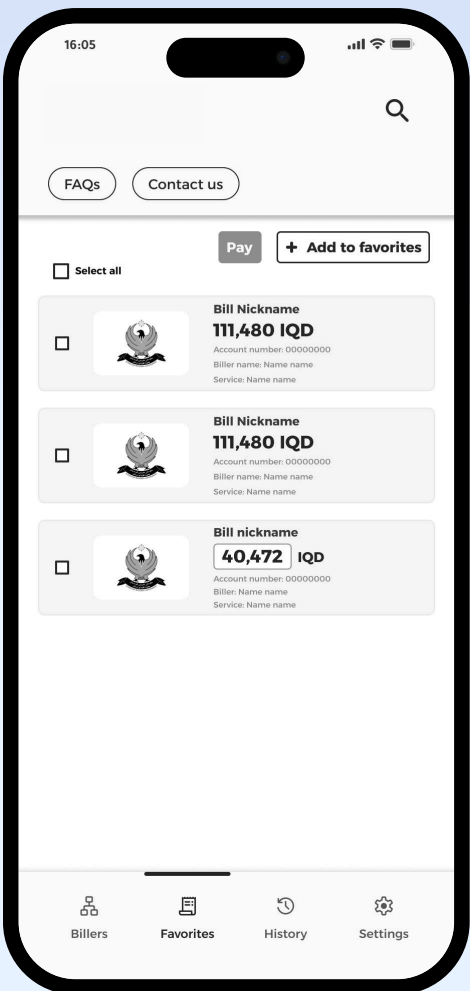 16:05
FAQs
Contact us
Pay
+ Add to favorites
Select all
Bill Nickname
111,480 IQD
Account number: 00000000
Biller name: Name name
Service: Name name
Bill Nickname
111,480 IQD
Account number: 00000000
Biller name: Name name
Service: Name name
Bill nickname
40,472 IQD
Account number: 00000000
Biller: Name name
Service: Name name
Billers
Favorites
History
Settings